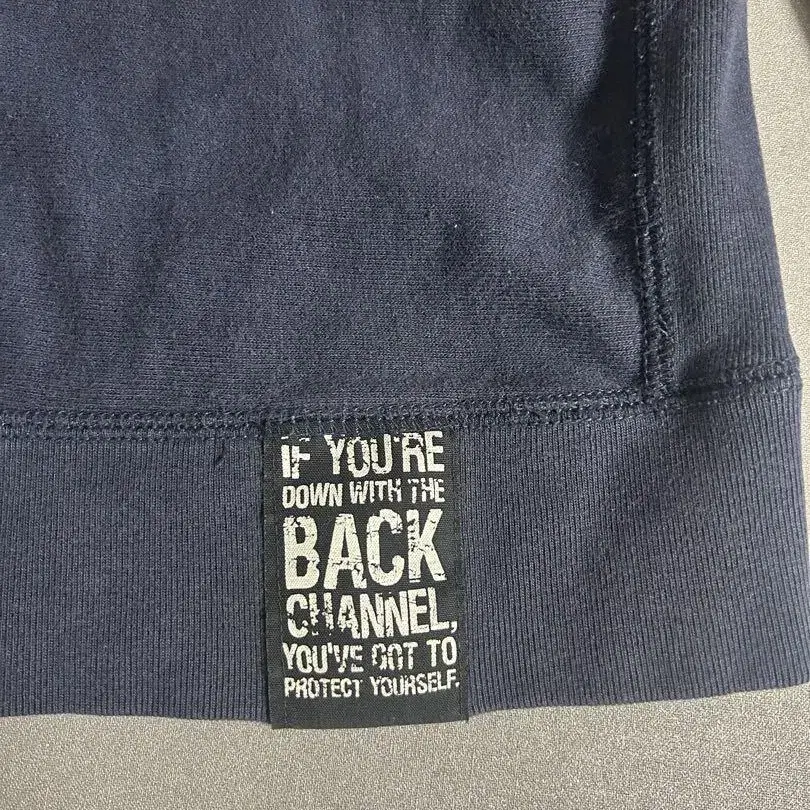 IF YOU'RE
DOWN WITH THE
BACK
CHANNEL,
YOU'VE GOT TO
PROTECT YOURSELF.